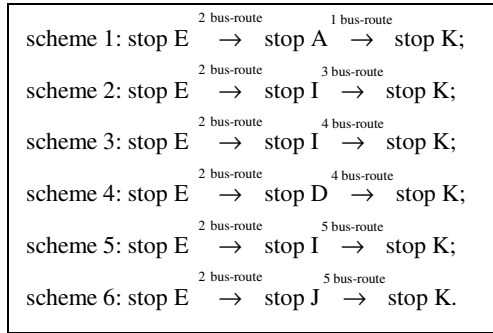 2 bus-route 1 bus-route
scheme 1: stop E → stop A → stop K;
2 bus-route 3 bus-route
scheme 2: stop E → stop I → stop K;
2 bus-route 4 bus-route
scheme 3: stop E → stop I → stop K;
2 bus-route 4 bus-route
scheme 4: stop E → stop D → stop K;
2 bus-route 5 bus-route
scheme 5: stop E → stop I → stop K;
2 bus-route 5 bus-route
scheme 6: stop E → stop J → stop K.